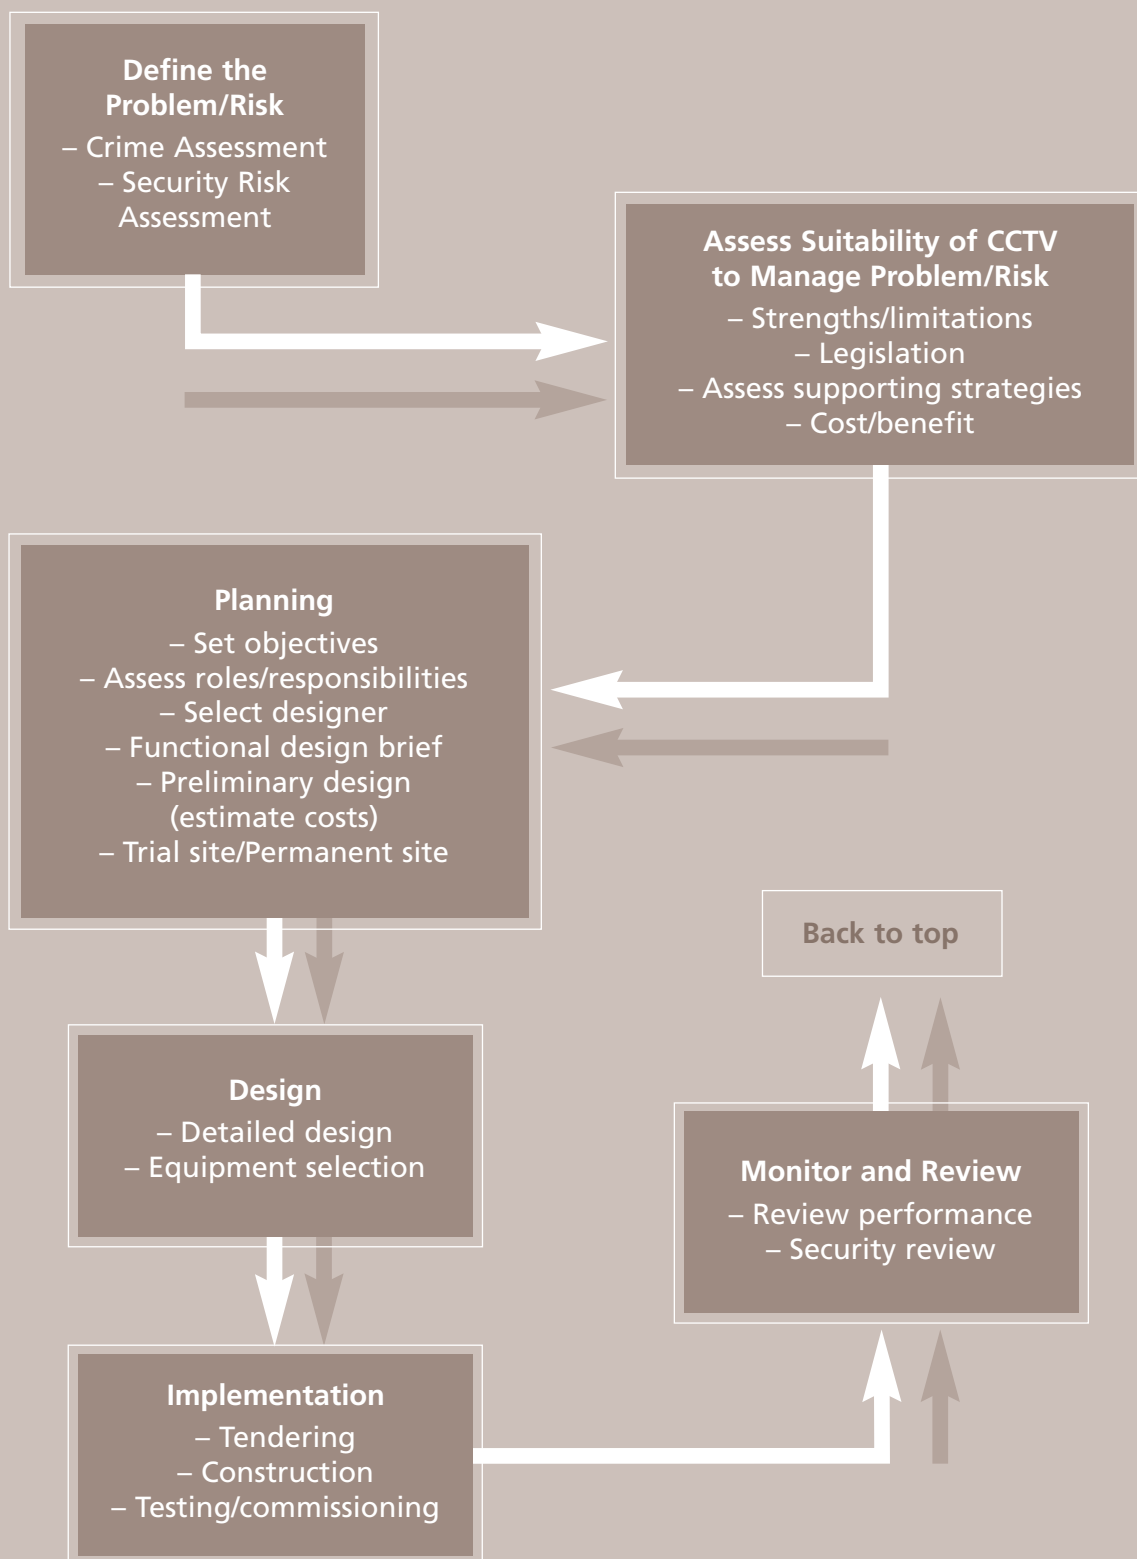 Define the
Problem/Risk
– Crime Assessment
– Security Risk
Assessment
Assess Suitability of CCTV
to Manage Problem/Risk
– Strengths/limitations
– Legislation
– Assess supporting strategies
– Cost/benefit
Planning
– Set objectives
– Assess roles/responsibilities
– Select designer
– Functional design brief
– Preliminary design
(estimate costs)
– Trial site/Permanent site
Design
– Detailed design
– Equipment selection
Implementation
– Tendering
– Construction
– Testing/commissioning
Monitor and Review
– Review performance
– Security review
Back to top